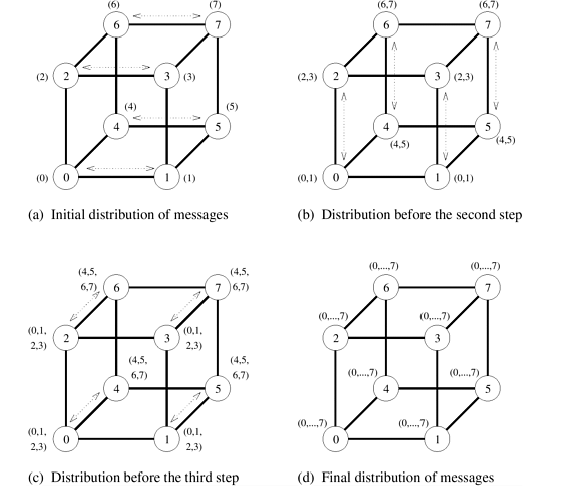 (6) (7)
6 7
(2) 2 3 (3)
(4) (5)
4 5
(0) 0 1 (1)
(a) Initial distribution of messages
(6,7) (6,7)
6 7
(2,3) 2 3 (2,3)
4 5
(4,5) (4,5)
(0,1) 0 1 (0,1)
(b) Distribution before the second step
(4,5, (4,5,
6,7) 6 7 6,7)
(0,1, 2 3 (0,1,
2,3) 2,3)
(4,5, (4,5,
6,7) 6,7)
4 5
(0,1, 0 1 (0,1,
2,3) 2,3)
(c) Distribution before the third step
(0,...,7) (0,...,7)
6 7
(0,...,7) (0,...,7)
2 3
(0,...,7) 4 (0,...,7) 5
(0,...,7) (0,...,7)
0 1
(d) Final distribution of messages